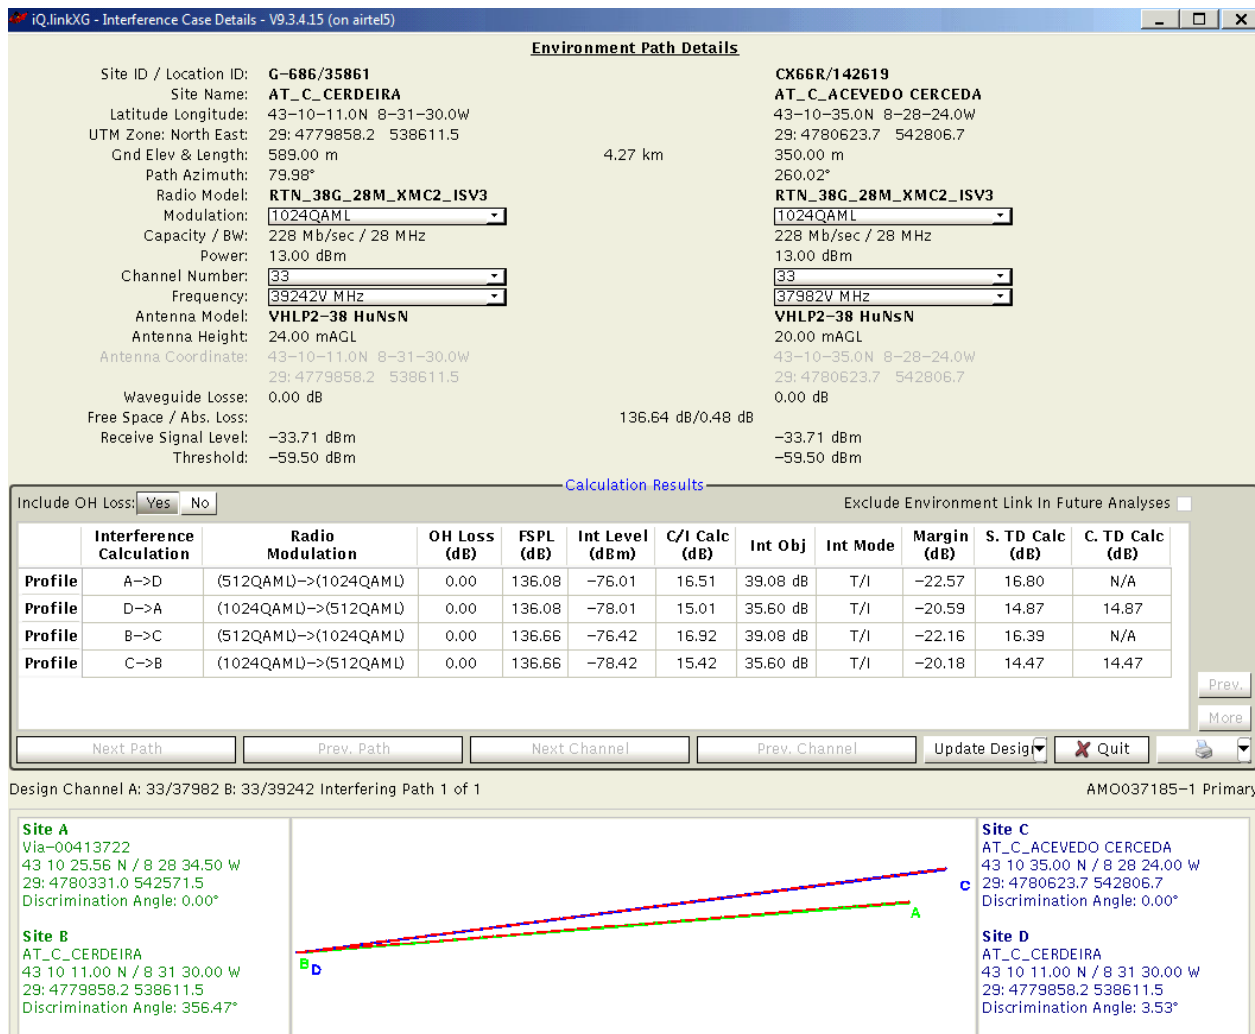 iQ.linkXG - Interference Case Details - V9.3.4.15 (on airtel5)
Environment Path Details
Site ID / Location ID: G-686/35861 CX66R/142619
Site Name: AT_C_CERDEIRA AT_C_ACEVEDO CERCEDA
Latitude Longitude: 43-10-11.0N 8-31-30.0W 43-10-35.0N 8-28-24.0W
UTM Zone: North East: 29: 4779858.2 538611.5 29: 4780623.7 542806.7
Gnd Elev & Length: 589.00 m 4.27 km 350.00 m
Path Azimuth: 79.98° 260.02°
Radio Model: RTN_38G_28M_XMC2_ISV3 RTN_38G_28M_XMC2_ISV3
Modulation: 1024QAML 1024QAML
Capacity / BW: 228 Mb/sec / 28 MHz 228 Mb/sec / 28 MHz
Power: 13.00 dBm 13.00 dBm
Channel Number: 33 33
Frequency: 39242V MHz 37982V MHz
Antenna Model: VHLP2-38 HuNsN VHLP2-38 HuNsN
Antenna Height: 24.00 mAGL 20.00 mAGL
Antenna Coordinate: 43-10-11.0N 8-31-30.0W 43-10-35.0N 8-28-24.0W
29: 4779858.2 538611.5 29: 4780623.7 542806.7
Waveguide Losse: 0.00 dB 0.00 dB
Free Space / Abs. Loss: 136.64 dB/0.48 dB
Receive Signal Level: -33.71 dBm -33.71 dBm
Threshold: -59.50 dBm -59.50 dBm
Calculation Results
Include OH Loss: Yes No Exclude Environment Link In Future Analyses
Interference Calculation Radio Modulation OH Loss (dB) FSPL (dB) Int Level (dBm) C/I Calc (dB) Int Obj Int Mode Margin (dB) S. TD Calc (dB) C. TD Calc (dB)
Profile A->D (512QAML)->(1024QAML) 0.00 136.08 -76.01 16.51 39.08 dB T/I -22.57 16.80 N/A
Profile D->A (1024QAML)->(512QAML) 0.00 136.08 -78.01 15.01 35.60 dB T/I -20.59 14.87 14.87
Profile B->C (512QAML)->(1024QAML) 0.00 136.66 -76.42 16.92 39.08 dB T/I -22.16 16.39 N/A
Profile C->B (1024QAML)->(512QAML) 0.00 136.66 -78.42 15.42 35.60 dB T/I -20.18 14.47 14.47
Prev.
More
Next Path Prev. Path Next Channel Prev. Channel Update Desig Quit
Design Channel A: 33/37982 B: 33/39242 Interfering Path 1 of 1 AMO037185-1 Primary
Site A
Via-00413722
43 10 25.56 N / 8 28 34.50 W
29: 4780331.0 542571.5
Discrimination Angle: 0.00°
Site B
AT_C_CERDEIRA
43 10 11.00 N / 8 31 30.00 W
29: 4779858.2 538611.5
Discrimination Angle: 356.47°
B
D
A
C
Site C
AT_C_ACEVEDO CERCEDA
43 10 35.00 N / 8 28 24.00 W
29: 4780623.7 542806.7
Discrimination Angle: 0.00°
Site D
AT_C_CERDEIRA
43 10 11.00 N / 8 31 30.00 W
29: 4779858.2 538611.5
Discrimination Angle: 3.53°